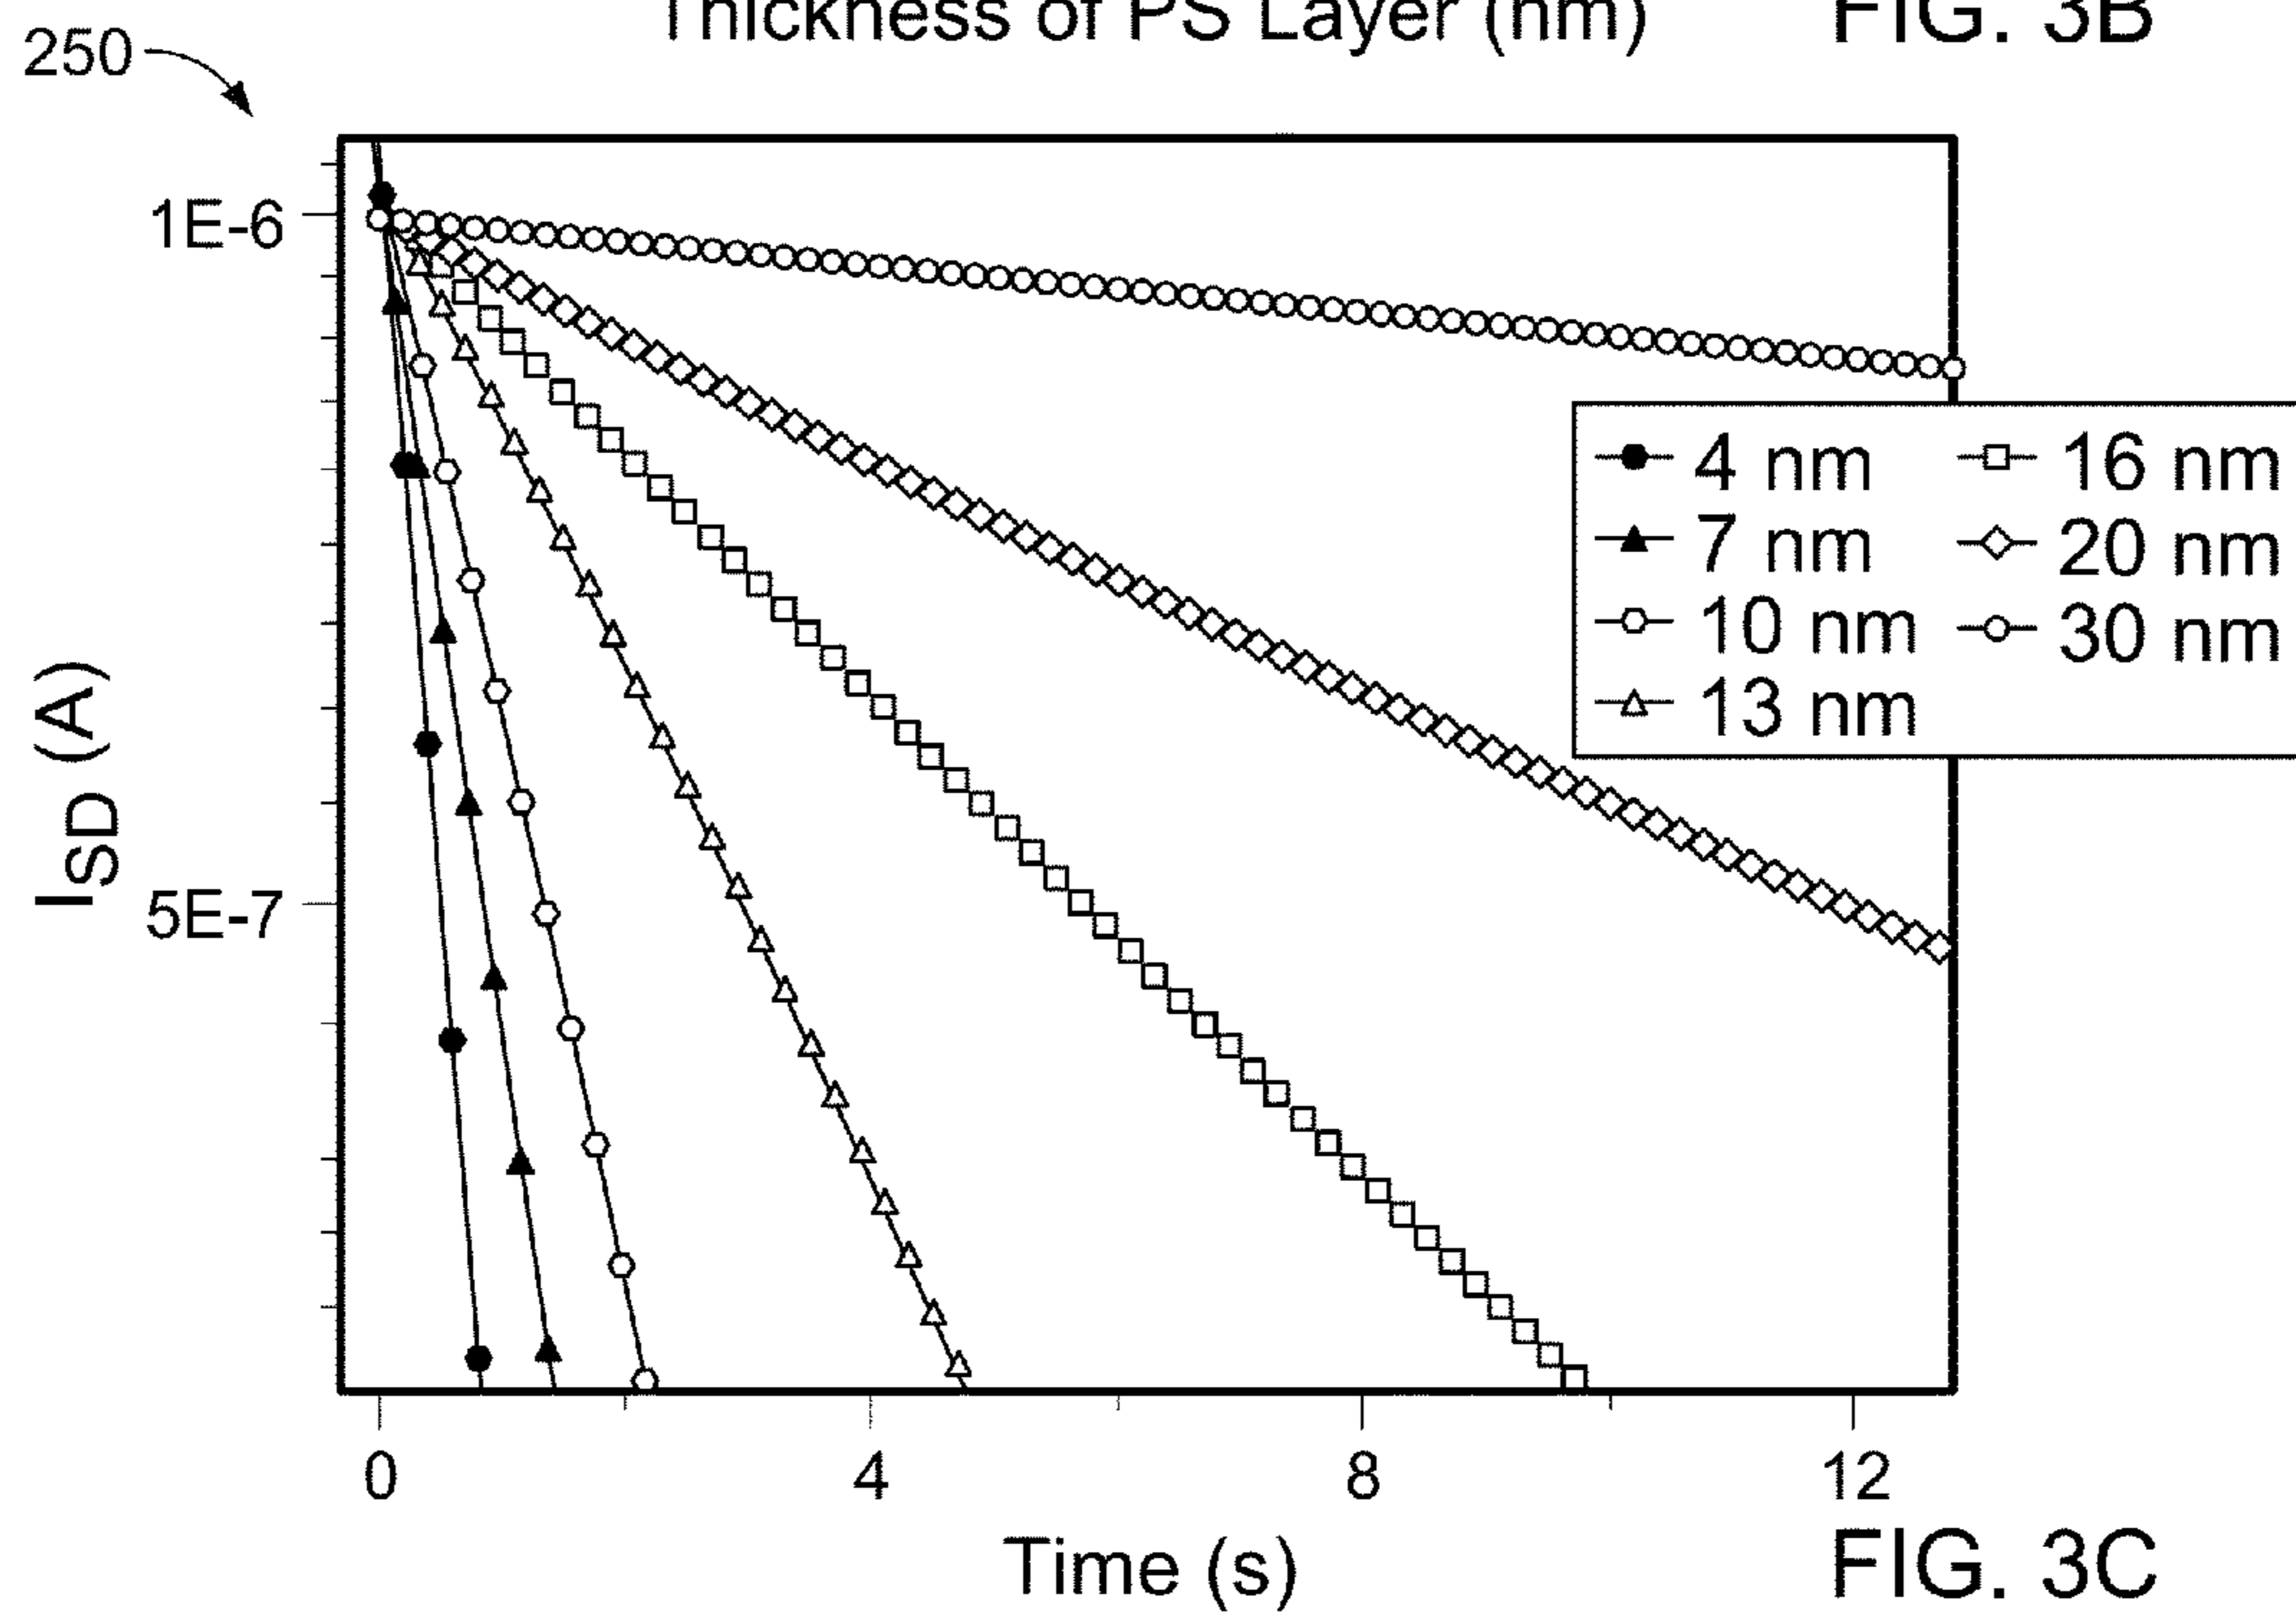 Thickness of PS Layer (nm) FIG. 3B
250
1E-6
5E-7
I_SD (A)
4 nm 16 nm
7 nm 20 nm
10 nm 30 nm
13 nm
0 4 8 12
Time (s)
FIG. 3C